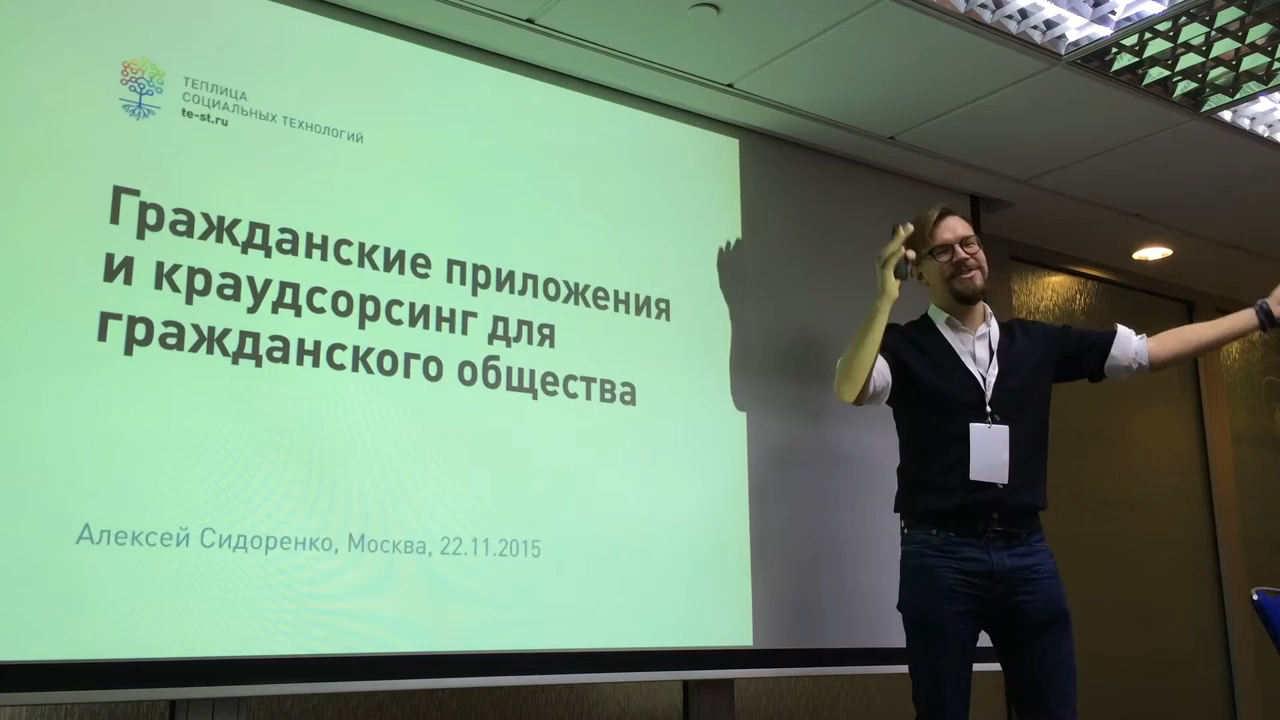 ТЕПЛИЦА
СОЦИАЛЬНЫХ ТЕХНОЛОГИЙ
te-st.ru
Гражданские приложения
и краудсорсинг для
гражданского общества
Алексей Сидоренко, Москва, 22.11.2015